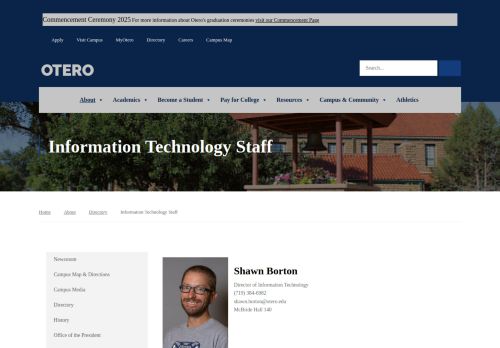 Commencement Ceremony 2025 For more information about Otero's graduation ceremonies visit our Commencement Page
Apply Visit Campus MyOtero Directory Careers Campus Map
OTERO
Search...
About Academics Become a Student Pay for College Resources Campus & Community Athletics
Information Technology Staff
Home About Directory Information Technology Staff
Newsroom
Campus Map & Directions
Campus Media
Directory
History
Office of the President
Shawn Borton
Director of Information Technology
(719) 384-6982
shawn.borton@otero.edu
McBride Hall 140